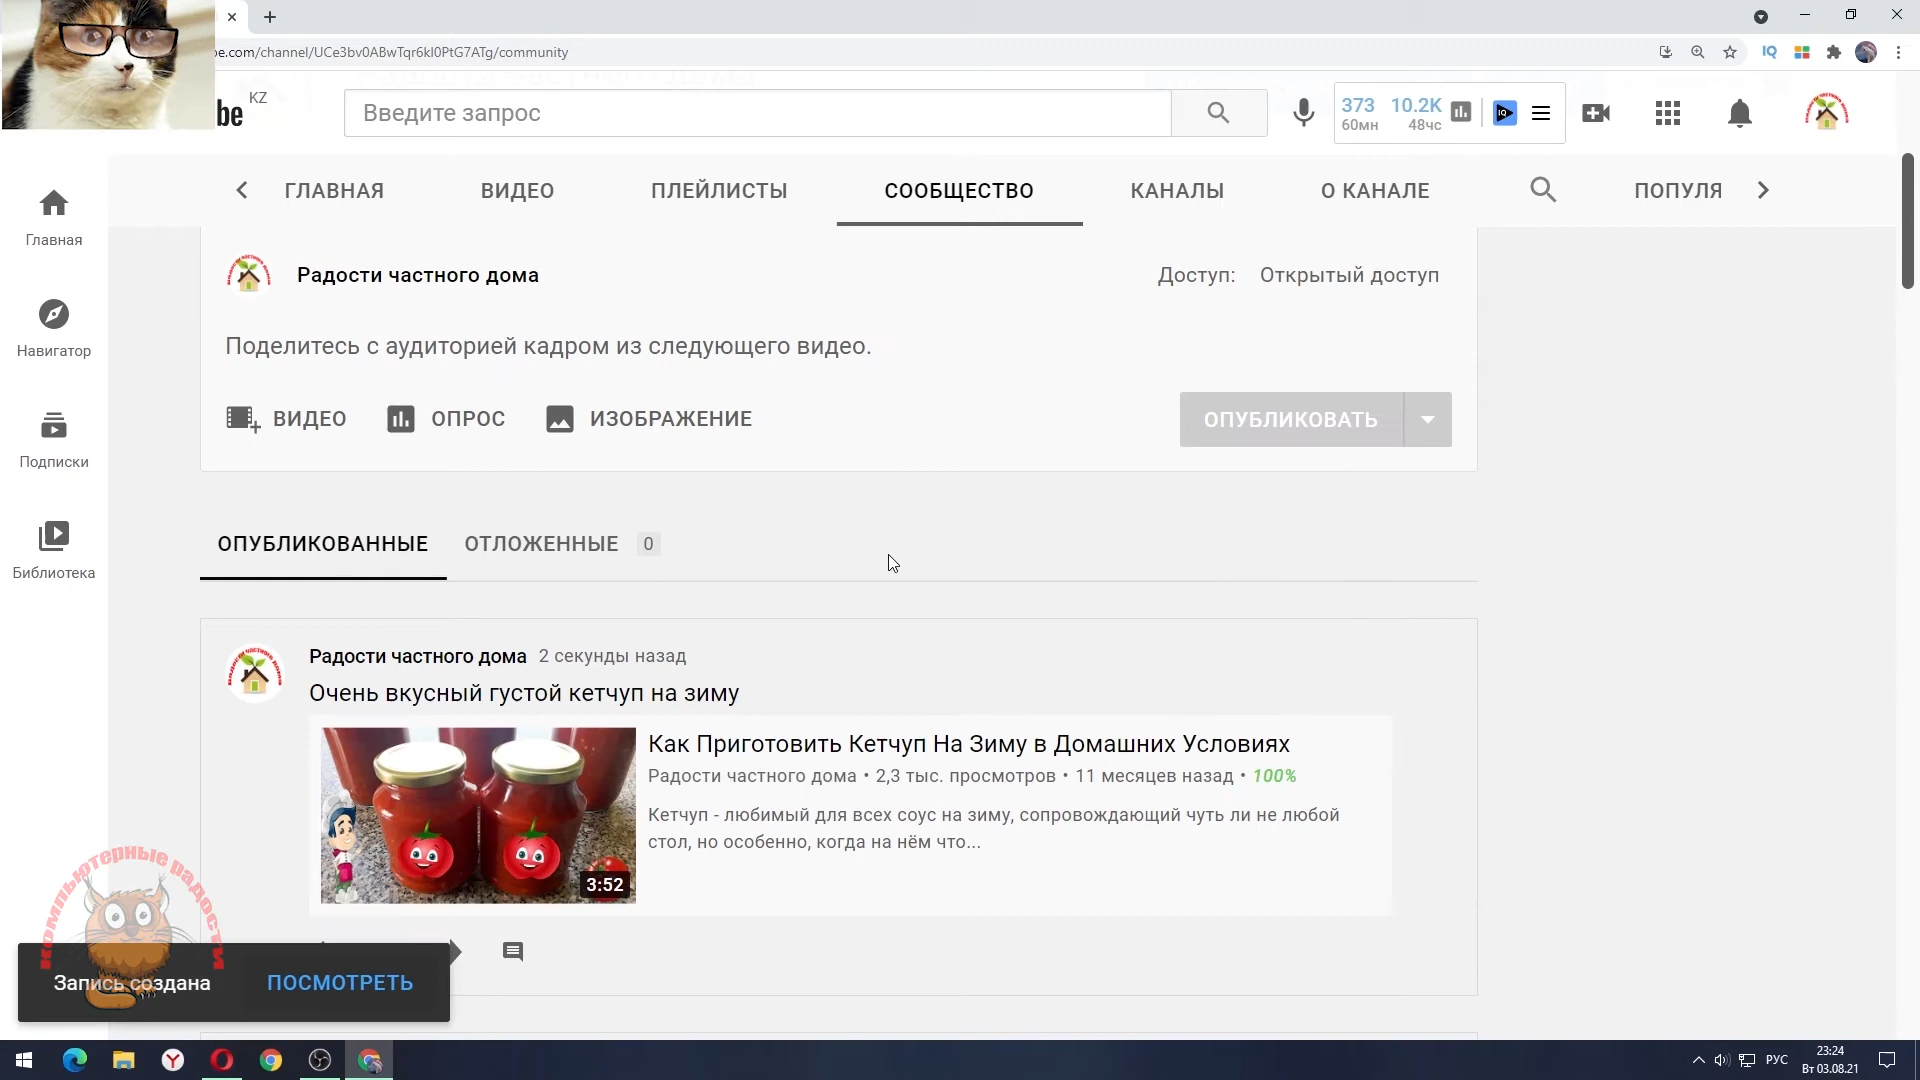 be.com/channel/UCe3bv0ABwTqr6kI0PtG7ATg/community
be KZ
Введите запрос
373 10.2K
60мн 48чс
ГЛАВНАЯ ВИДЕО ПЛЕЙЛИСТЫ СООБЩЕСТВО КАНАЛЫ О КАНАЛЕ ПОПУЛЯ
Главная
Навигатор
Подписки
Библиотека
Радости частного дома Доступ: Открытый доступ
Поделитесь с аудиторией кадром из следующего видео.
ВИДЕО ОПРОС ИЗОБРАЖЕНИЕ ОПУБЛИКОВАТЬ
ОПУБЛИКОВАННЫЕ ОТЛОЖЕННЫЕ 0
Радости частного дома 2 секунды назад
Очень вкусный густой кетчуп на зиму
Как Приготовить Кетчуп На Зиму в Домашних Условиях
Радости частного дома • 2,3 тыс. просмотров • 11 месяцев назад • 100%
Кетчуп - любимый для всех соус на зиму, сопровождающий чуть ли не любой
стол, но особенно, когда на нём что...
3:52
компьютерные радости
Запись создана ПОСМОТРЕТЬ
РУС
23:24
Вт 03.08.21